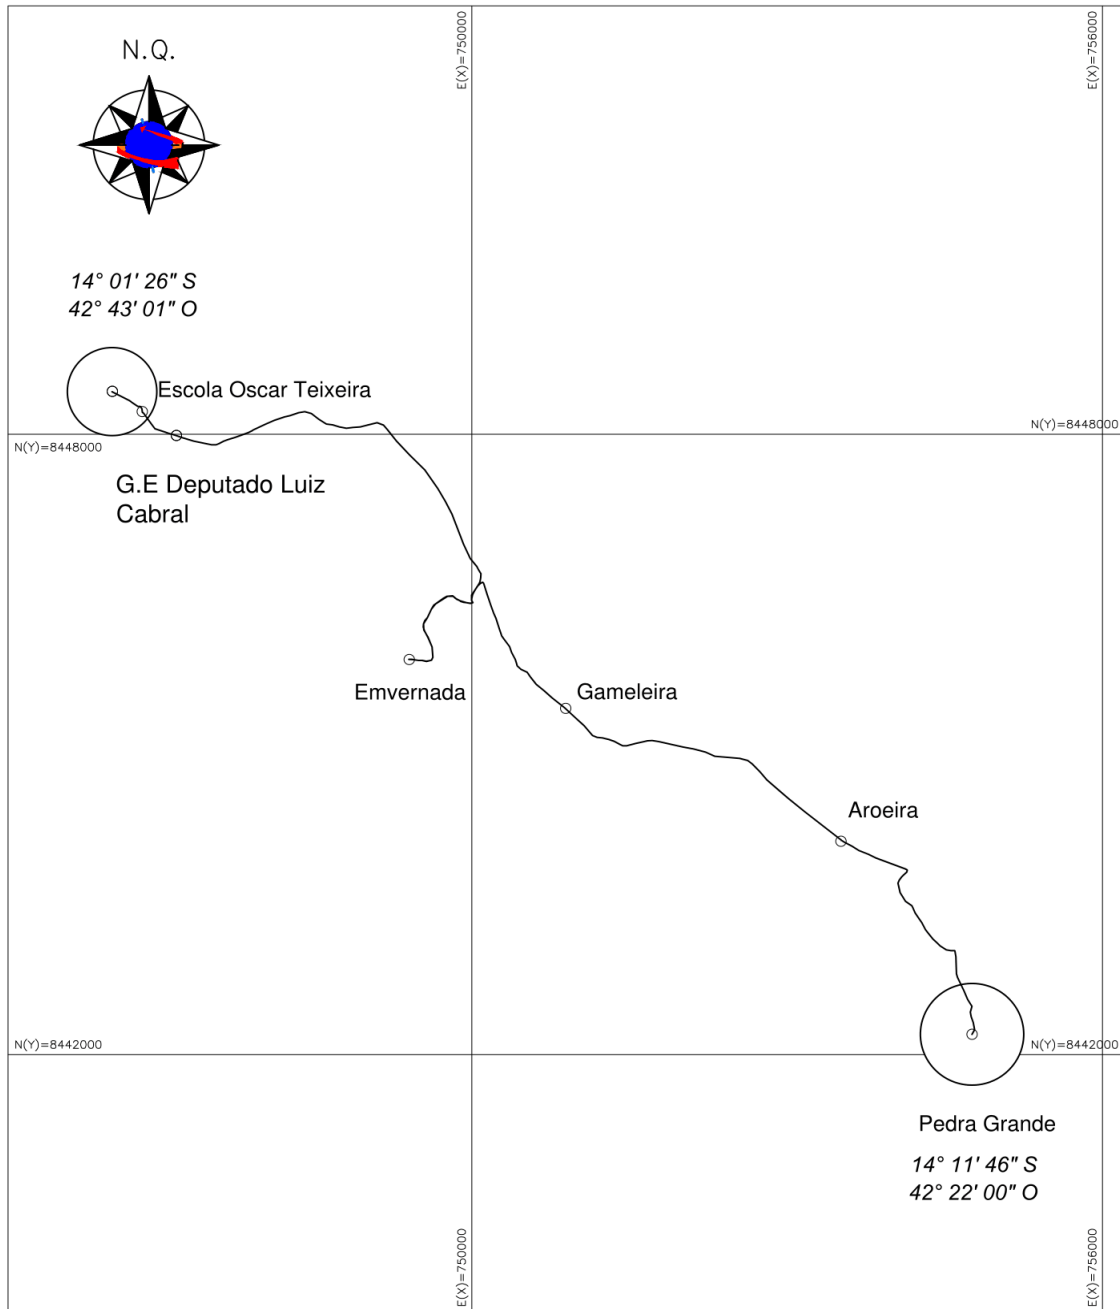 E(X)=750000
E(X)=756000
N.Q.
14° 01' 26" S
42° 43' 01" O
Escola Oscar Teixeira
N(Y)=8448000
N(Y)=8448000
G.E Deputado Luiz
Cabral
Emvernada
Gameleira
Aroeira
N(Y)=8442000
N(Y)=8442000
Pedra Grande
14° 11' 46" S
42° 22' 00" O
E(X)=750000
E(X)=756000